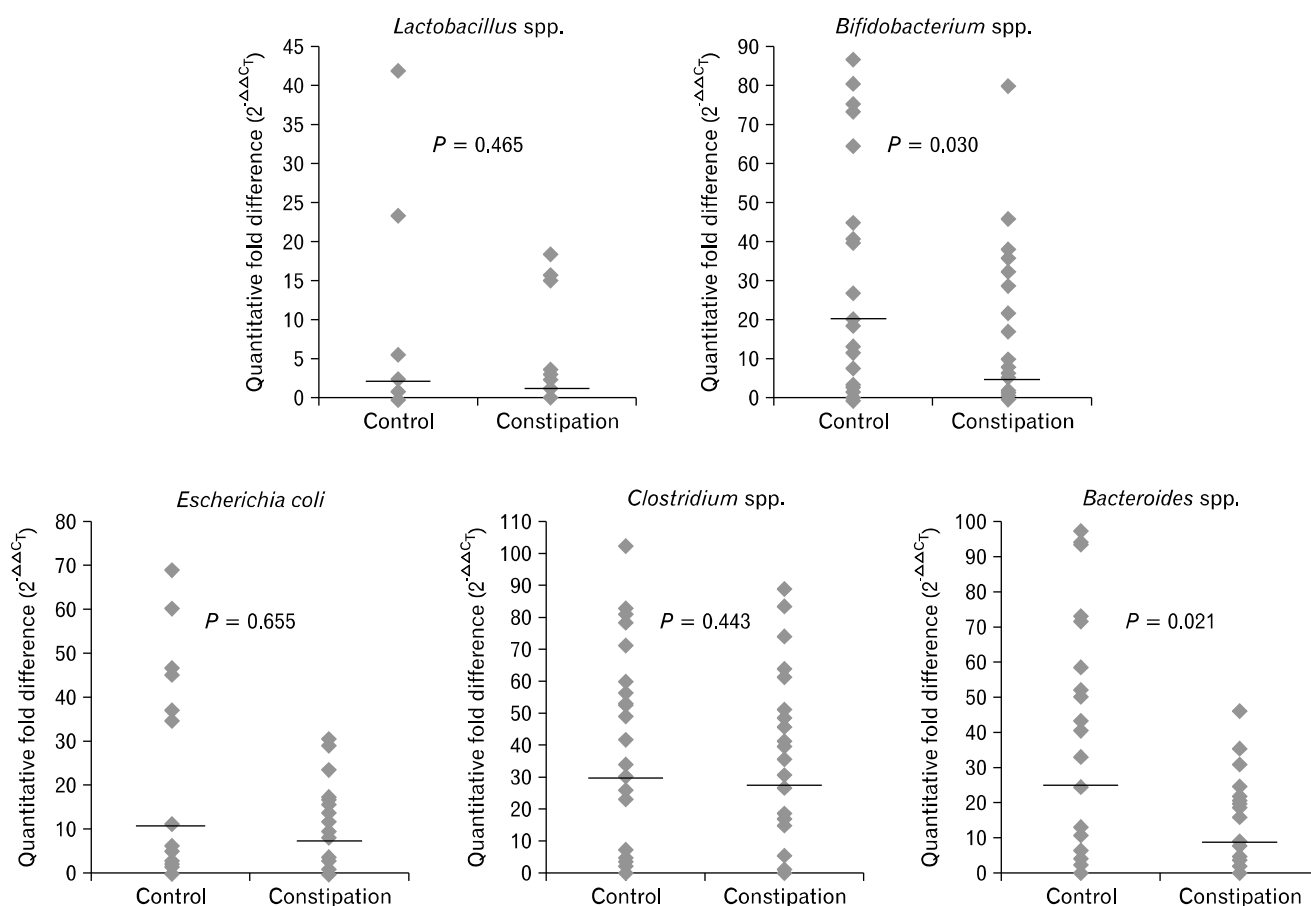 Lactobacillus spp.
Quantitative fold difference (2^-ΔΔCT)
45
40
35
30
25
20
15
10
5
0
P = 0.465
Control
Constipation
Bifidobacterium spp.
Quantitative fold difference (2^-ΔΔCT)
90
80
70
60
50
40
30
20
10
0
P = 0.030
Control
Constipation
Escherichia coli
Quantitative fold difference (2^-ΔΔCT)
80
70
60
50
40
30
20
10
0
P = 0.655
Control
Constipation
Clostridium spp.
Quantitative fold difference (2^-ΔΔCT)
110
100
90
80
70
60
50
40
30
20
10
0
P = 0.443
Control
Constipation
Bacteroides spp.
Quantitative fold difference (2^-ΔΔCT)
100
90
80
70
60
50
40
30
20
10
0
P = 0.021
Control
Constipation